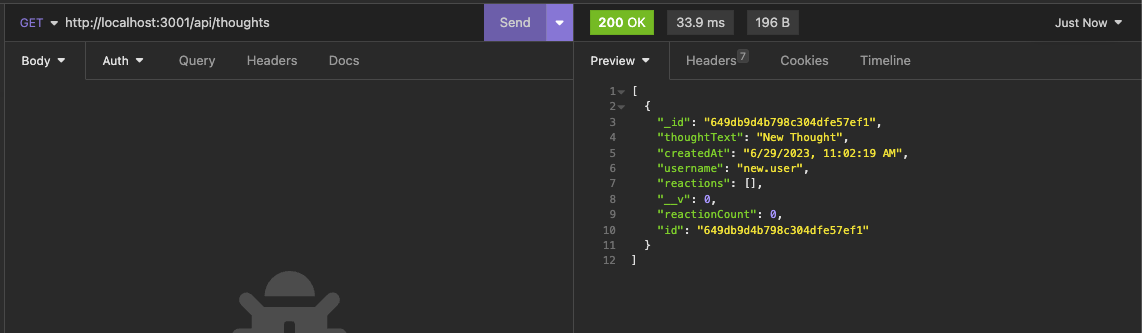 GET http://localhost:3001/api/thoughts Send 200 OK 33.9 ms 196 B Just Now
Body Auth Query Headers Docs Preview Headers 7 Cookies Timeline
1 [
2 {
3 "_id": "649db9d4b798c304dfe57ef1",
4 "thoughtText": "New Thought",
5 "createdAt": "6/29/2023, 11:02:19 AM",
6 "username": "new.user",
7 "reactions": [],
8 "__v": 0,
9 "reactionCount": 0,
10 "id": "649db9d4b798c304dfe57ef1"
11 }
12 ]